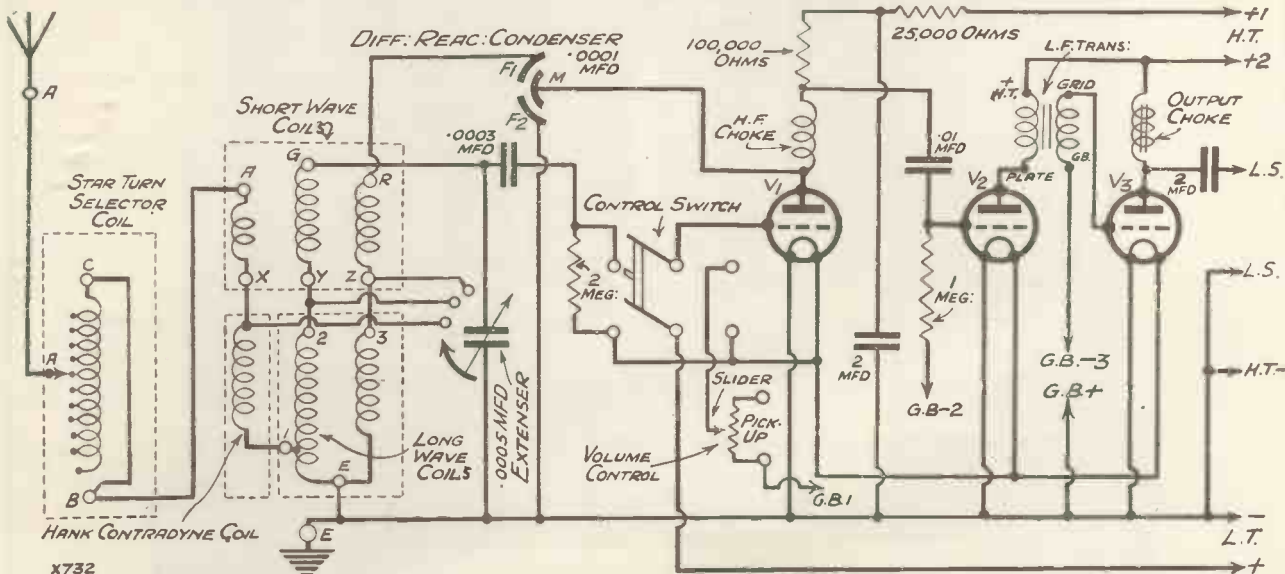 A
STAR TURN
SELECTOR
COIL
C
A
B
HANK CONTRADYNE COIL
X732
DIFF: REAC: CONDENSER
.0001
MFD
F1
M
F2
SHORT WAVE
COILS
A
G
R
X
Y
Z
2
3
1
E
LONG
WAVE
COILS
E
.0003
MFD
.0005 MFD
EXTENSER
2
MEG:
CONTROL SWITCH
SLIDER
VOLUME
CONTROL
PICK-
UP
G.B.1
100,000
OHMS
H.F.
CHOKE
V1
25,000 OHMS
2
MFD
.01
MFD
1
MEG:
G.B-2
V2
L.F. TRANS:
+
H.T.
GRID
PLATE
G.B.
G.B.-3
G.B.+
OUTPUT
CHOKE
V3
2
MFD
+1
H.T.
+2
L.S.
L.S.
H.T.-
-
L.T.
+